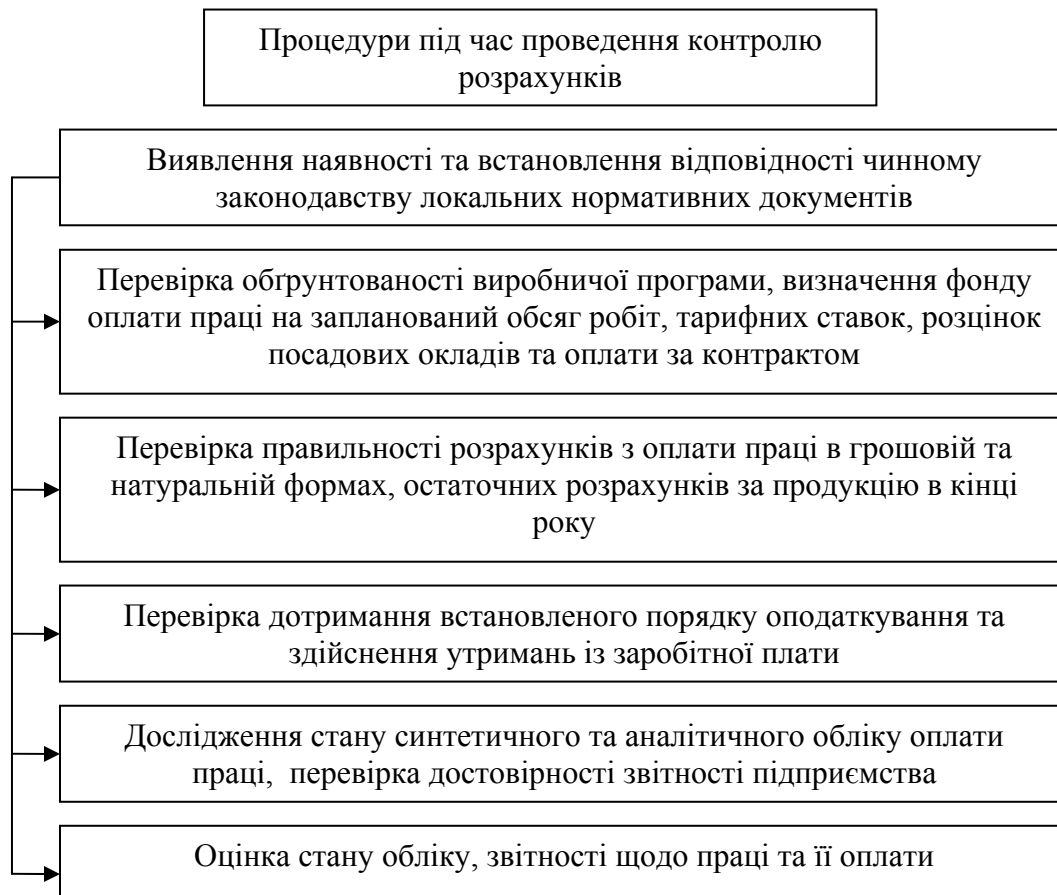 Процедури під час проведення контролю
розрахунків
Виявлення наявності та встановлення відповідності чинному
законодавству локальних нормативних документів
Перевірка обґрунтованості виробничої програми, визначення фонду
оплати праці на запланований обсяг робіт, тарифних ставок, розцінок
посадових окладів та оплати за контрактом
Перевірка правильності розрахунків з оплати праці в грошовій та
натуральній формах, остаточних розрахунків за продукцію в кінці
року
Перевірка дотримання встановленого порядку оподаткування та
здійснення утримань із заробітної плати
Дослідження стану синтетичного та аналітичного обліку оплати
праці, перевірка достовірності звітності підприємства
Оцінка стану обліку, звітності щодо праці та її оплати